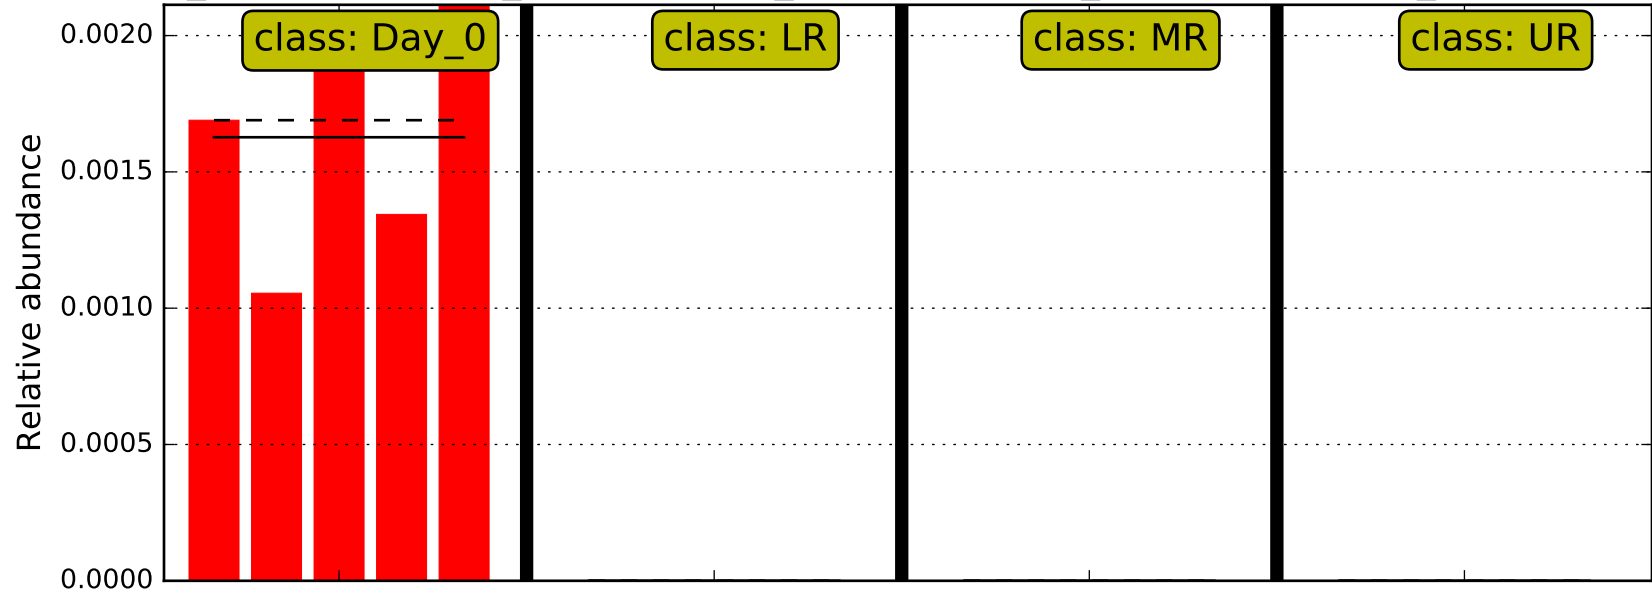 class: Day_0
class: LR
class: MR
class: UR
Relative abundance
0.0020
0.0015
0.0010
0.0005
0.0000